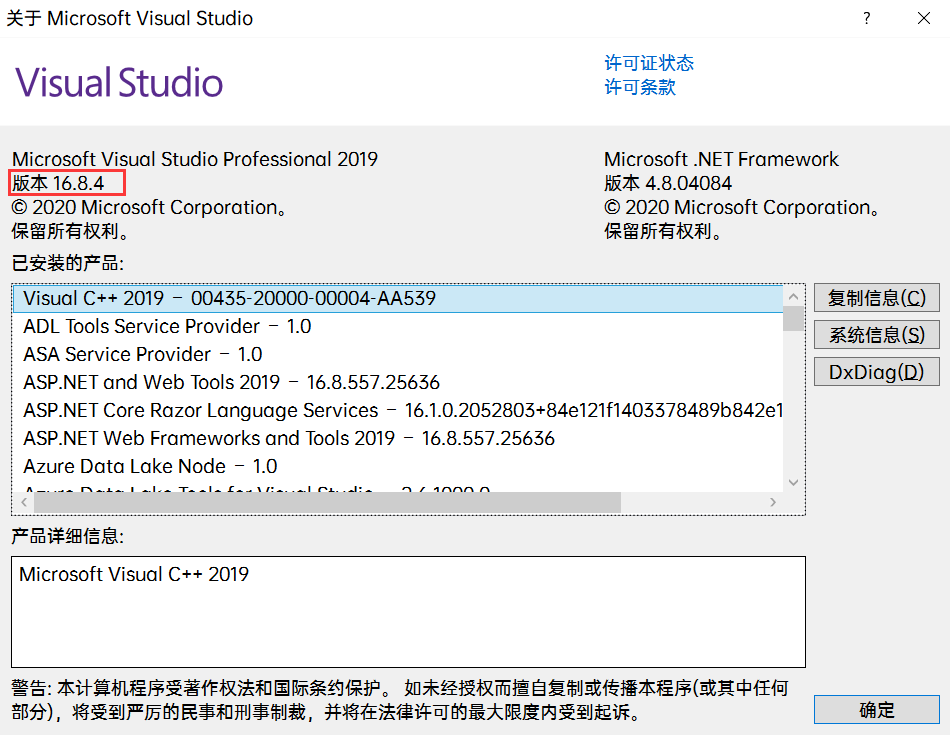 关于 Microsoft Visual Studio
?
Visual Studio
许可证状态
许可条款
Microsoft Visual Studio Professional 2019
版本 16.8.4
© 2020 Microsoft Corporation。
保留所有权利。
Microsoft .NET Framework
版本 4.8.04084
© 2020 Microsoft Corporation。
保留所有权利。
已安装的产品:
Visual C++ 2019 – 00435-20000-00004-AA539
ADL Tools Service Provider – 1.0
ASA Service Provider – 1.0
ASP.NET and Web Tools 2019 – 16.8.557.25636
ASP.NET Core Razor Language Services – 16.1.0.2052803+84e121f1403378489b842e1
ASP.NET Web Frameworks and Tools 2019 – 16.8.557.25636
Azure Data Lake Node – 1.0
Azure Data Lake Tools for Visual Studio
复制信息(C)
系统信息(S)
DxDiag(D)
产品详细信息:
Microsoft Visual C++ 2019
警告: 本计算机程序受著作权法和国际条约保护。 如未经授权而擅自复制或传播本程序(或其中任何
部分)，将受到严厉的民事和刑事制裁，并将在法律许可的最大限度内受到起诉。
确定